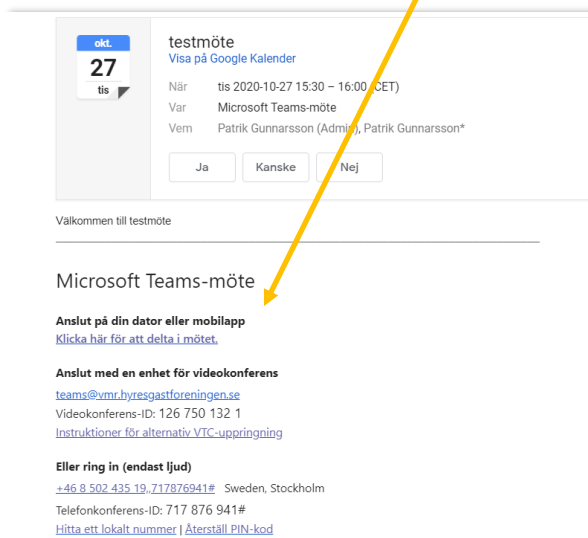 okt.
27
tis
testmöte
Visa på Google Kalender
När tis 2020-10-27 15:30 – 16:00 (CET)
Var Microsoft Teams-möte
Vem Patrik Gunnarsson (Admin), Patrik Gunnarsson*
Ja Kanske Nej
Välkommen till testmöte
Microsoft Teams-möte
Anslut på din dator eller mobilapp
Klicka här för att delta i mötet.
Anslut med en enhet för videokonferens
teams@vmr.hyresgastforeningen.se
Videokonferens-ID: 126 750 132 1
Instruktioner för alternativ VTC-uppringning
Eller ring in (endast ljud)
+46 8 502 435 19,,717876941# Sweden, Stockholm
Telefonkonferens-ID: 717 876 941#
Hitta ett lokalt nummer | Återställ PIN-kod